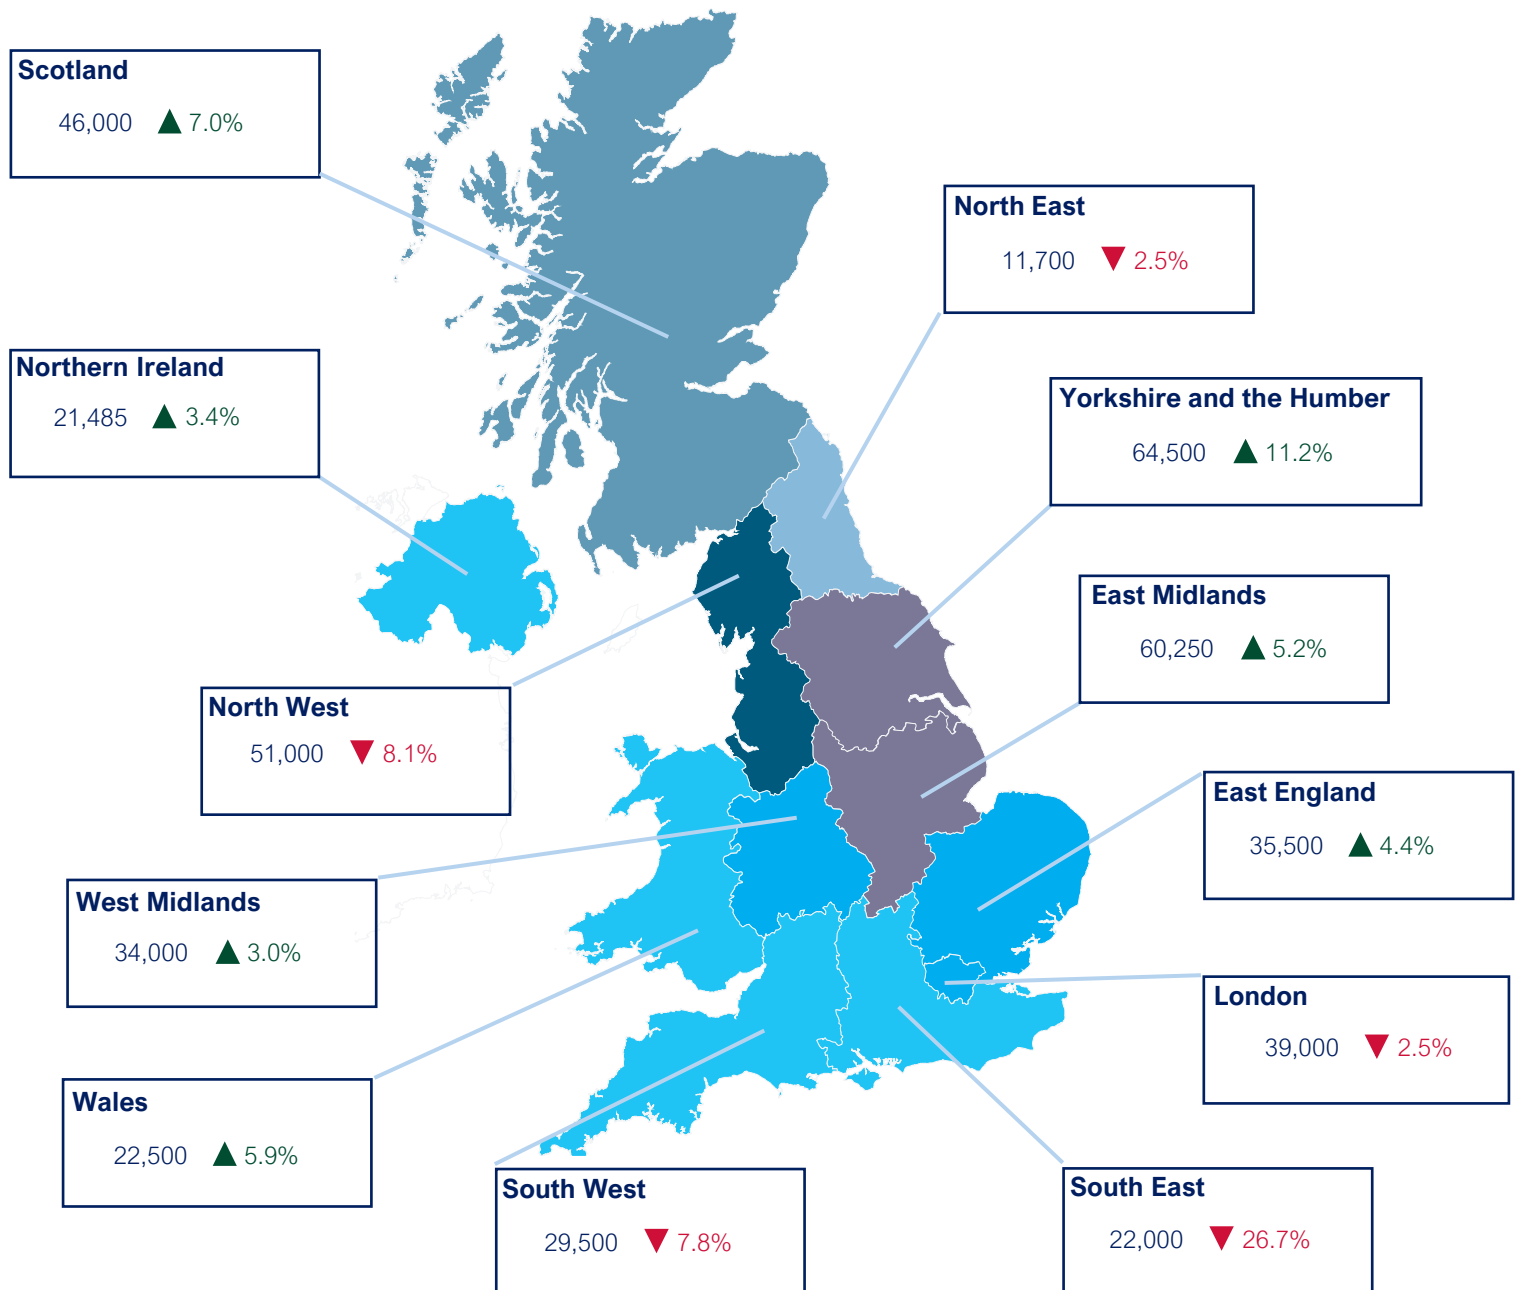 Scotland
46,000 ▲ 7.0%
North East
11,700 ▼ 2.5%
Northern Ireland
21,485 ▲ 3.4%
Yorkshire and the Humber
64,500 ▲ 11.2%
East Midlands
60,250 ▲ 5.2%
North West
51,000 ▼ 8.1%
East England
35,500 ▲ 4.4%
West Midlands
34,000 ▲ 3.0%
London
39,000 ▼ 2.5%
Wales
22,500 ▲ 5.9%
South West
29,500 ▼ 7.8%
South East
22,000 ▼ 26.7%